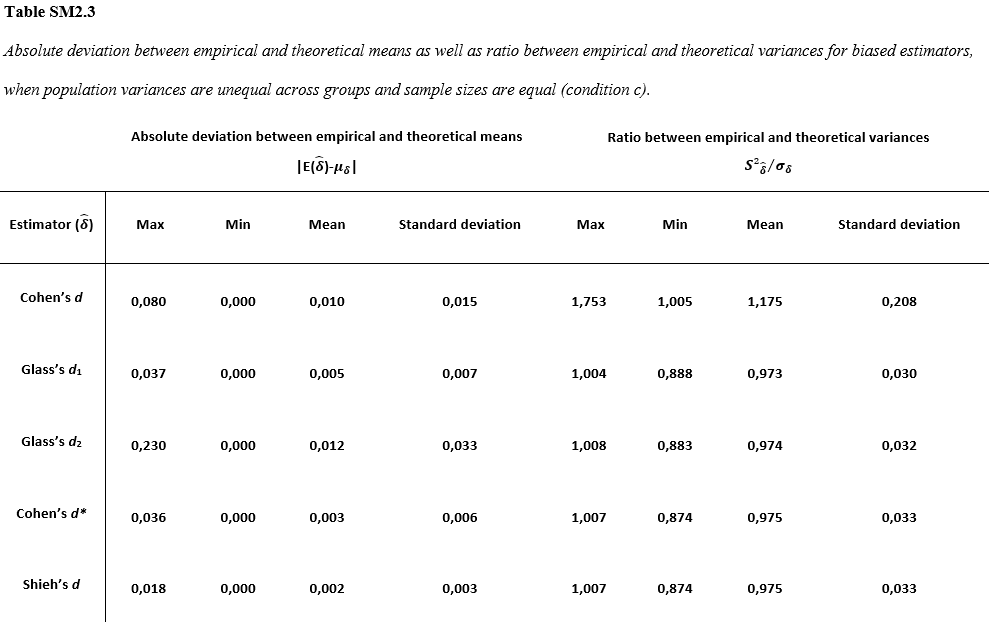 Table SM2.3
Absolute deviation between empirical and theoretical means as well as ratio between empirical and theoretical variances for biased estimators,
when population variances are unequal across groups and sample sizes are equal (condition c).
Absolute deviation between empirical and theoretical means Ratio between empirical and theoretical variances
|E(δ̂)-μδ| S²δ̂/σδ
Estimator (δ̂) Max Min Mean Standard deviation Max Min Mean Standard deviation
Cohen’s d 0,080 0,000 0,010 0,015 1,753 1,005 1,175 0,208
Glass’s d₁ 0,037 0,000 0,005 0,007 1,004 0,888 0,973 0,030
Glass’s d₂ 0,230 0,000 0,012 0,033 1,008 0,883 0,974 0,032
Cohen’s d* 0,036 0,000 0,003 0,006 1,007 0,874 0,975 0,033
Shieh’s d 0,018 0,000 0,002 0,003 1,007 0,874 0,975 0,033